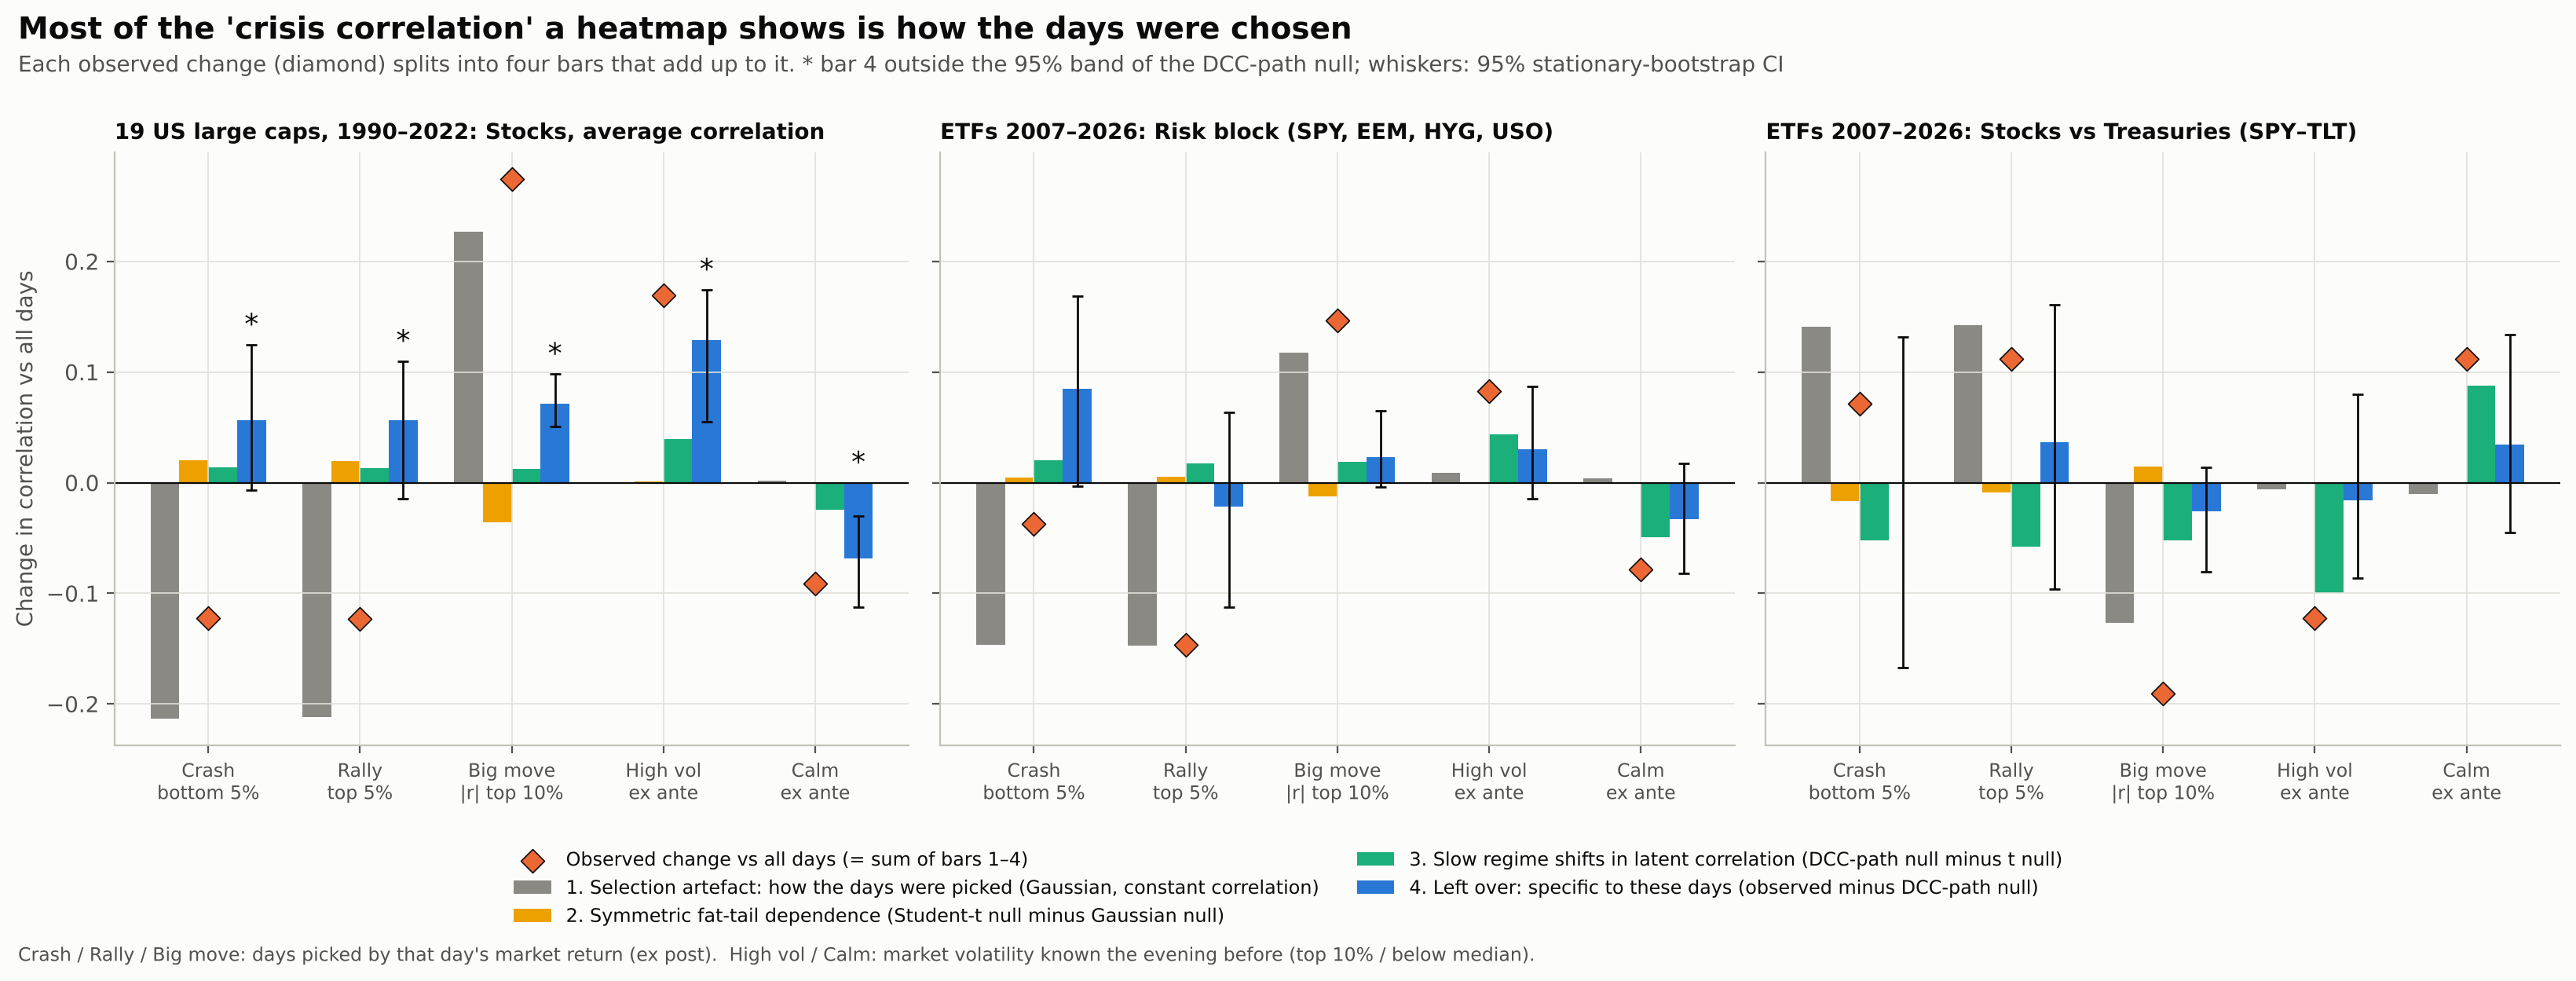 Most of the 'crisis correlation' a heatmap shows is how the days were chosen
Each observed change (diamond) splits into four bars that add up to it. * bar 4 outside the 95% band of the DCC-path null; whiskers: 95% stationary-bootstrap CI
19 US large caps, 1990–2022: Stocks, average correlation
ETFs 2007–2026: Risk block (SPY, EEM, HYG, USO)
ETFs 2007–2026: Stocks vs Treasuries (SPY–TLT)
Change in correlation vs all days
0.2
0.1
0.0
−0.1
−0.2
*
*
*
*
*
Crash
bottom 5%
Rally
top 5%
Big move
|r| top 10%
High vol
ex ante
Calm
ex ante
Crash
bottom 5%
Rally
top 5%
Big move
|r| top 10%
High vol
ex ante
Calm
ex ante
Crash
bottom 5%
Rally
top 5%
Big move
|r| top 10%
High vol
ex ante
Calm
ex ante
Observed change vs all days (= sum of bars 1–4)
1. Selection artefact: how the days were picked (Gaussian, constant correlation)
2. Symmetric fat-tail dependence (Student-t null minus Gaussian null)
3. Slow regime shifts in latent correlation (DCC-path null minus t null)
4. Left over: specific to these days (observed minus DCC-path null)
Crash / Rally / Big move: days picked by that day's market return (ex post).  High vol / Calm: market volatility known the evening before (top 10% / below median).